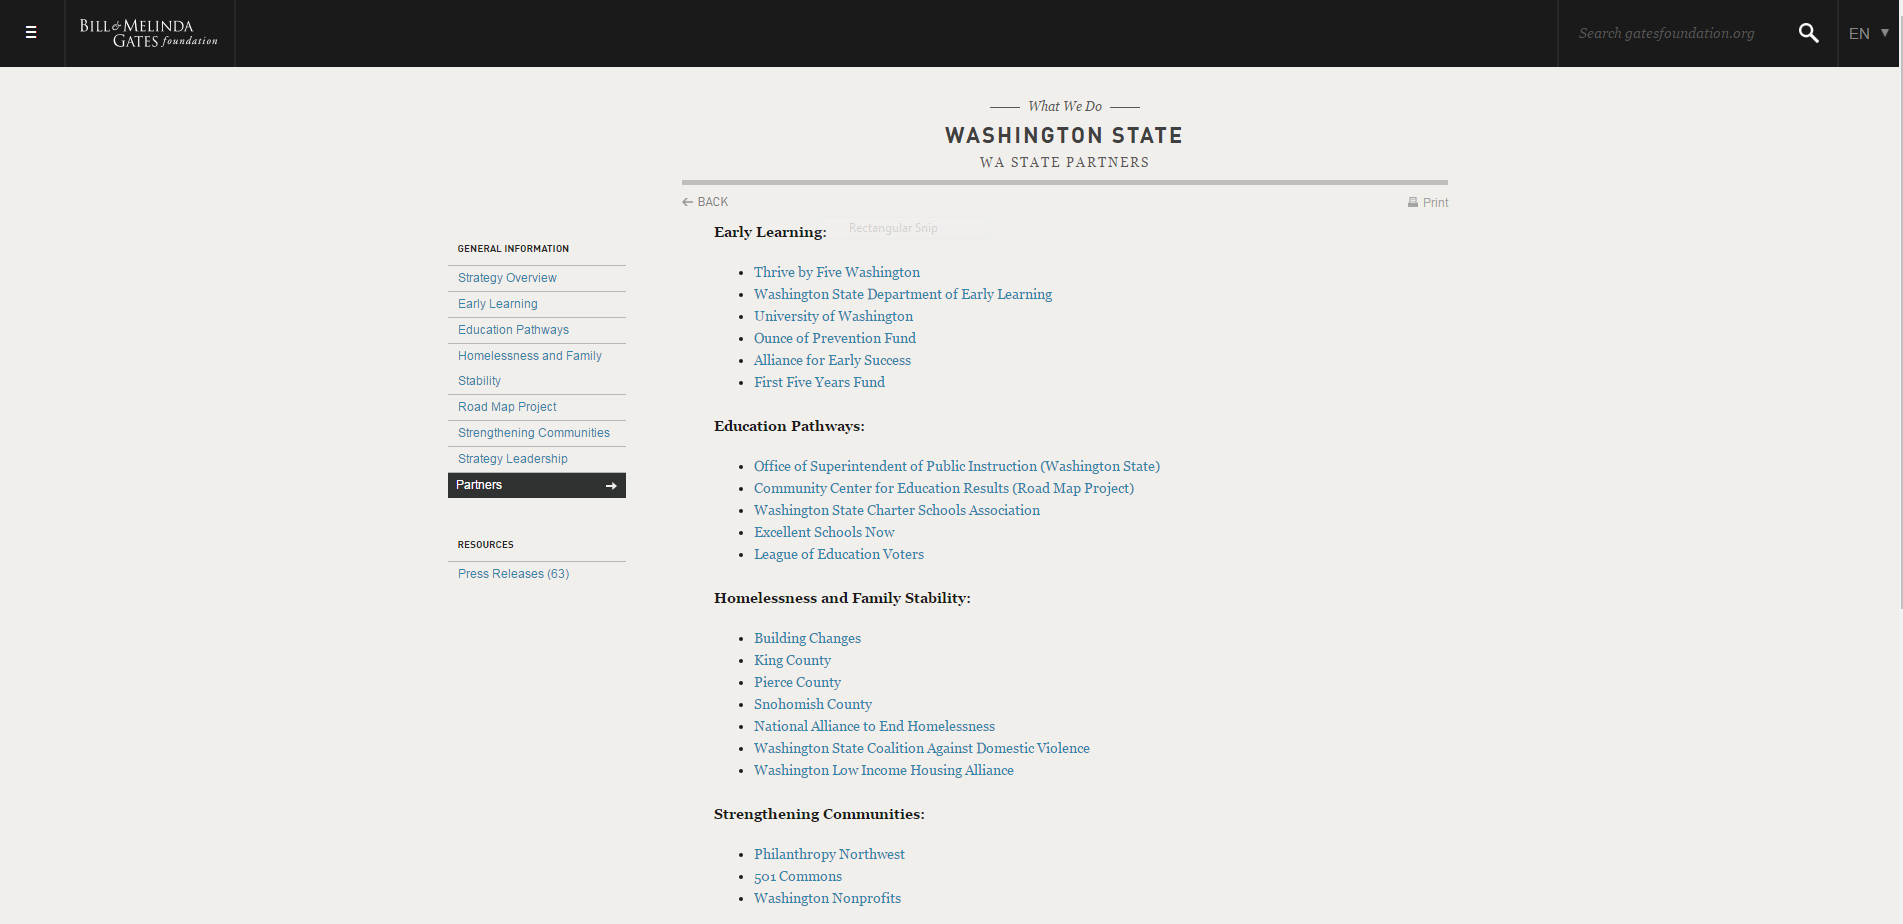 BILL & MELINDA
GATES foundation
Search gatesfoundation.org
EN
What We Do
WASHINGTON STATE
WA STATE PARTNERS
BACK
Print
Rectangular Snip
GENERAL INFORMATION
Strategy Overview
Early Learning
Education Pathways
Homelessness and Family
Stability
Road Map Project
Strengthening Communities
Strategy Leadership
Partners
RESOURCES
Press Releases (63)
Early Learning:
Thrive by Five Washington
Washington State Department of Early Learning
University of Washington
Ounce of Prevention Fund
Alliance for Early Success
First Five Years Fund
Education Pathways:
Office of Superintendent of Public Instruction (Washington State)
Community Center for Education Results (Road Map Project)
Washington State Charter Schools Association
Excellent Schools Now
League of Education Voters
Homelessness and Family Stability:
Building Changes
King County
Pierce County
Snohomish County
National Alliance to End Homelessness
Washington State Coalition Against Domestic Violence
Washington Low Income Housing Alliance
Strengthening Communities:
Philanthropy Northwest
501 Commons
Washington Nonprofits